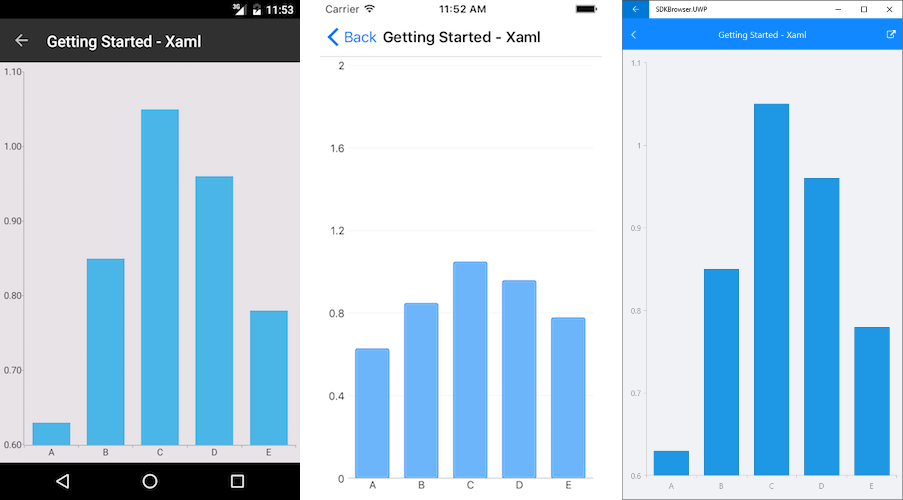 3G 11:53
Getting Started - Xaml
1.10
1.00
0.90
0.80
0.70
0.60
A B C D E
Carrier 11:52 AM
Back Getting Started - Xaml
2
1.6
1.2
0.8
0.4
0
A B C D E
SDKBrowser.UWP
Getting Started - Xaml
1.1
1
0.9
0.8
0.7
0.6
A B C D E